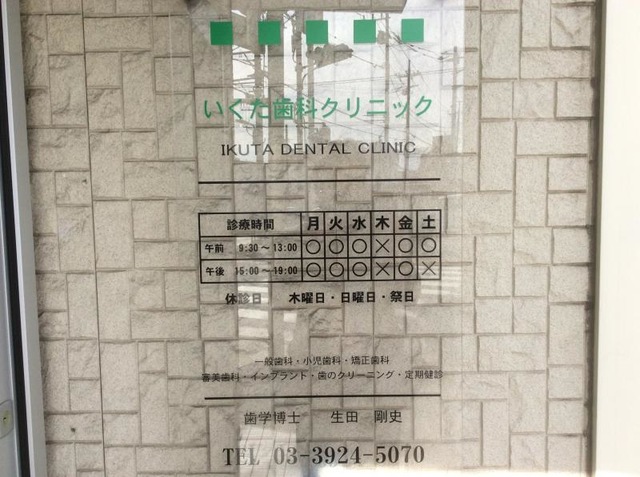 いくた歯科クリニック
IKUTA DENTAL CLINIC
診療時間 月 火 水 木 金 土
午前 9:30～13:00 ○ ○ ○ × ○ ○
午後 15:00～19:00 ○ ○ ○ × ○ ×
休診日 木曜日・日曜日・祭日
一般歯科・小児歯科・矯正歯科
審美歯科・インプラント・歯のクリーニング・定期健診
歯学博士 生田 剛史
TEL 03-3924-5070